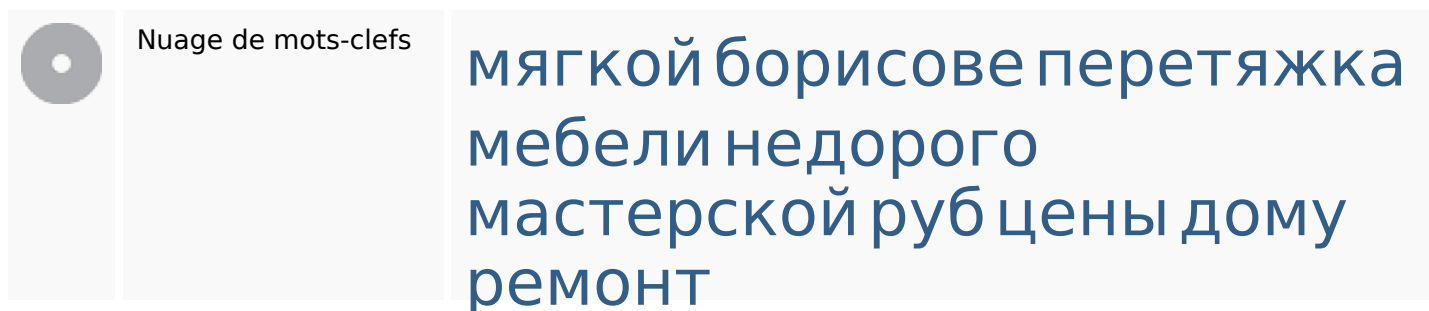 Nuage de mots-clefs
мягкой борисове перетяжка
мебели недорого
мастерской руб цены дому
ремонт